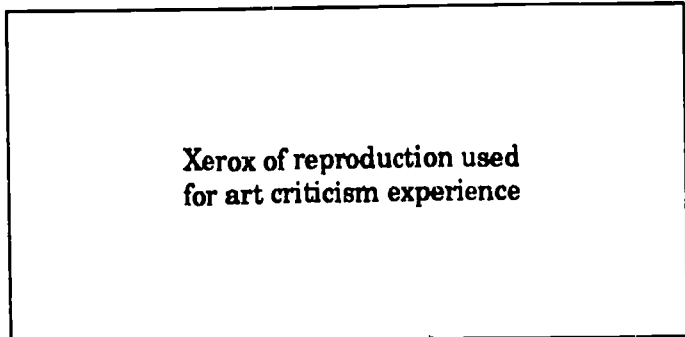 Xerox of reproduction used
for art criticism experience